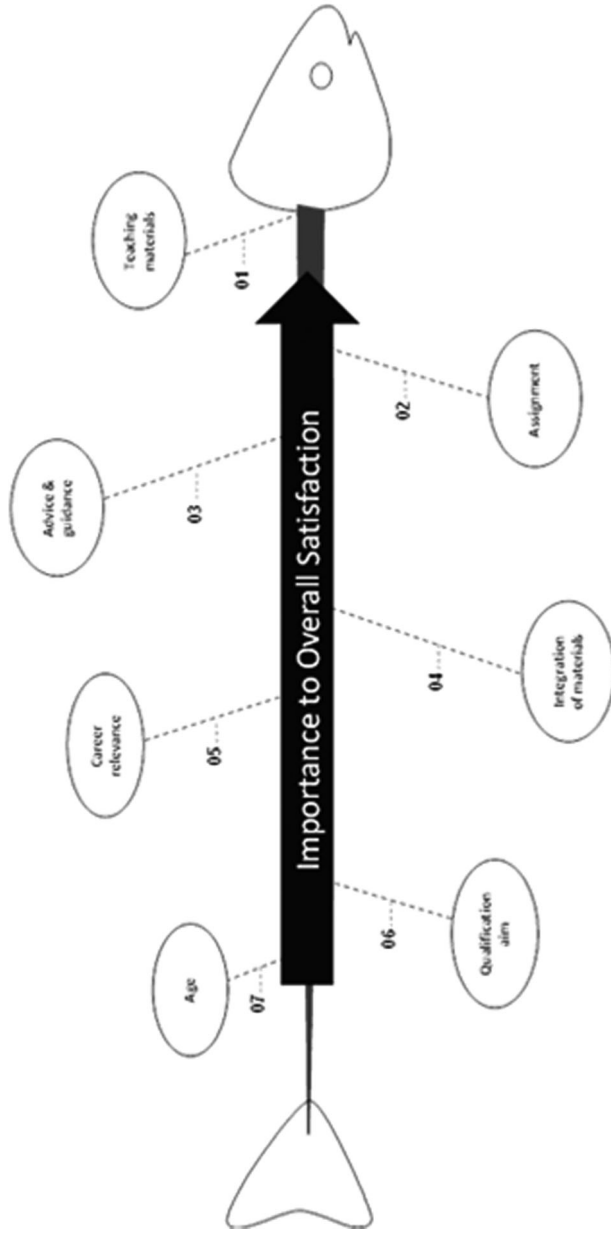 Teaching
materials
01
Assignment
02
Advice &
guidance
03
Integration
of materials
04
Career
relevance
05
Qualification
aim
06
Age
07
Importance to Overall Satisfaction